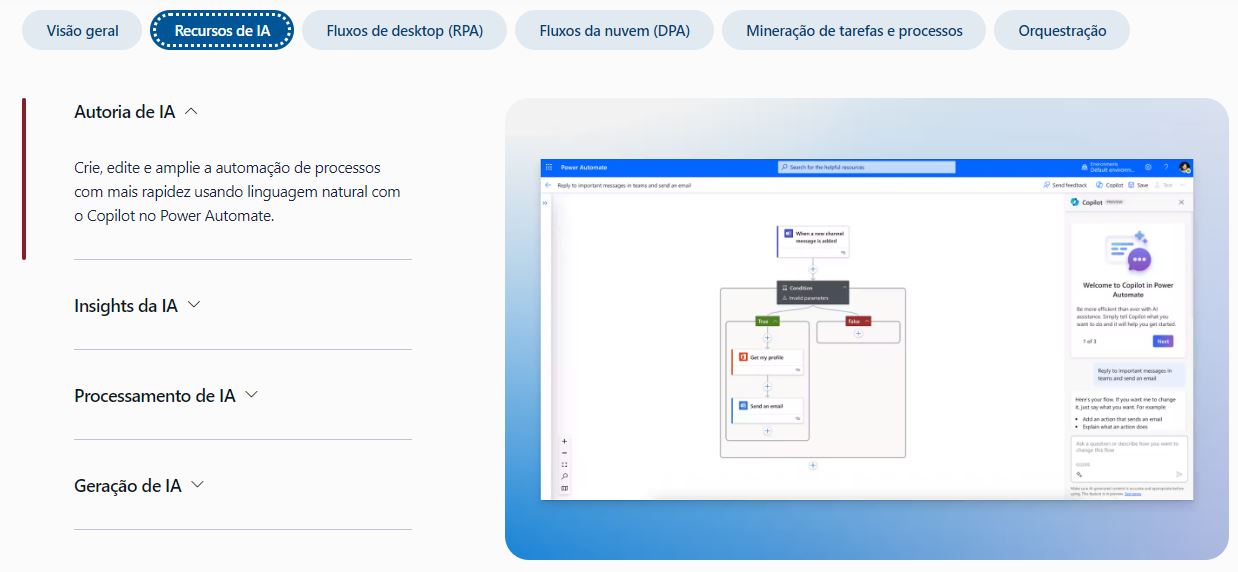 Visão geral
Recursos de IA
Fluxos de desktop (RPA)
Fluxos da nuvem (DPA)
Mineração de tarefas e processos
Orquestração
Autoria de IA
Crie, edite e amplie a automação de processos
com mais rapidez usando linguagem natural com
o Copilot no Power Automate.
Insights da IA
Processamento de IA
Geração de IA
Power Automate
Search for the helpful resources
Environments
Default environm...
Reply to important messages in teams and send an email
Send feedback
Copilot
Save
Test
When a new channel
message is added
Condition
Invalid parameters
True
False
Get my profile
Send an email
Copilot PREVIEW
Welcome to Copilot in Power
Automate
Be more efficient than ever with AI
assistance. Simply tell Copilot what you
want to do and it will help you get started.
1 of 3
Next
Reply to important messages in
teams and send an email
Here's your flow. If you want me to change
it, just say what you want. For example
Add an action that sends an email
Explain what an action does
Ask a question or describe how you want to
change this flow
0/2000
Make sure AI-generated content is accurate and appropriate before
using. This feature is in preview. See terms